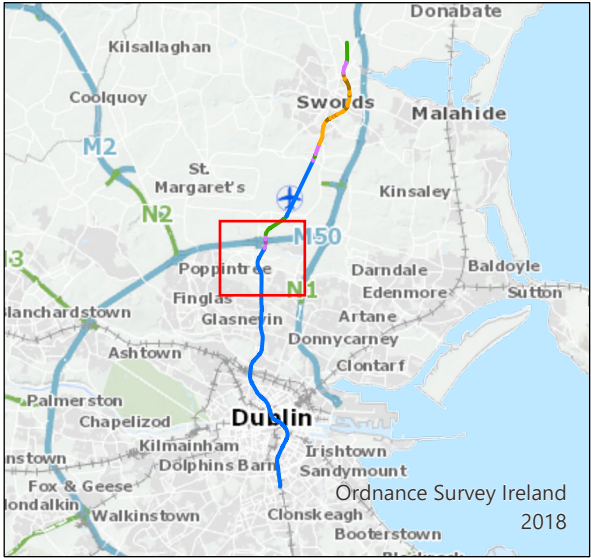 Donabate
Kilsallaghan
Coolquoy
Swords
Malahide
M2
St.
Margaret's
Kinsaley
N2
M50
N3
Poppintree
Darndale
Baldoyle
N1
Edenmore
Sutton
Finglas
Blanchardstown
Glasnevin
Artane
Donnycarney
Ashtown
Clontarf
Palmerston
Chapelizod
Dublin
Kilmainham
Irishtown
nstown
Dolphins Barn
Sandymount
Fox & Geese
Ordnance Survey Ireland
londalkin
Walkinstown
Clonskeagh
2018
Booterstown